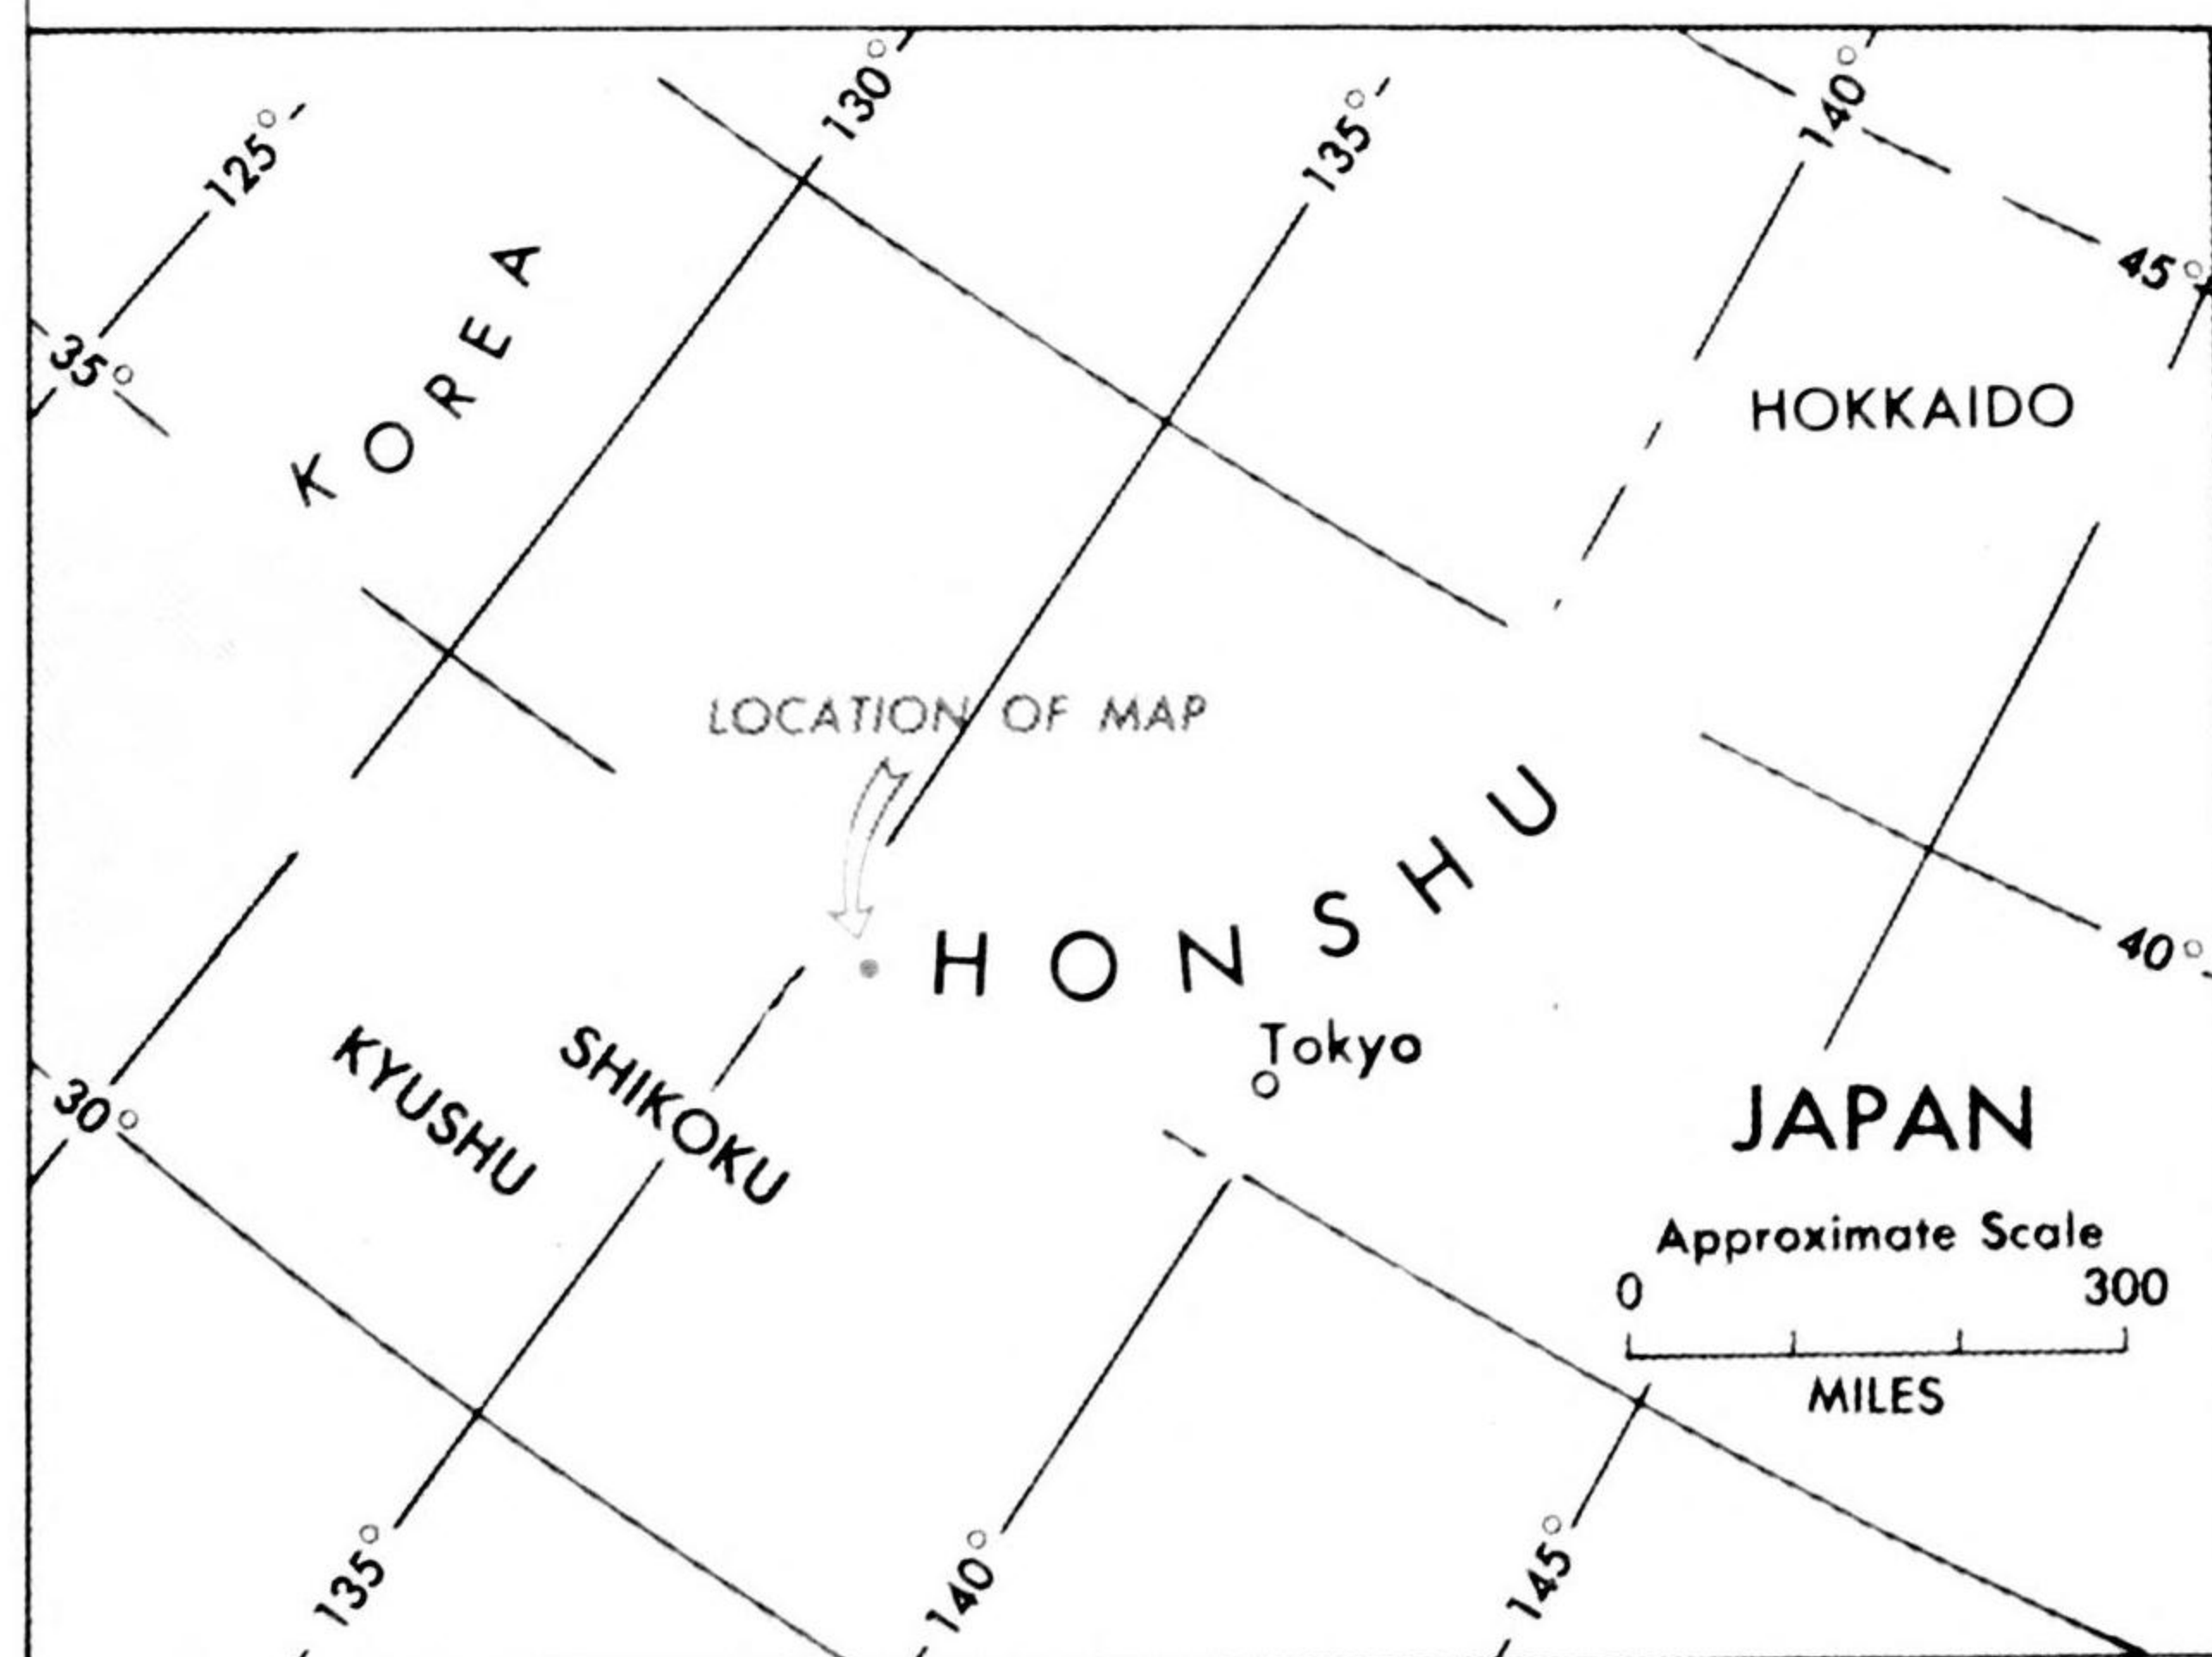 130°
140°
135°
125°
45°
35°
KOREA
HOKKAIDO
LOCATION OF MAP
HONSHU
40°
Tokyo
KYUSHU
SHIKOKU
30°
JAPAN
Approximate Scale
0 300
MILES
135°
140°
145°